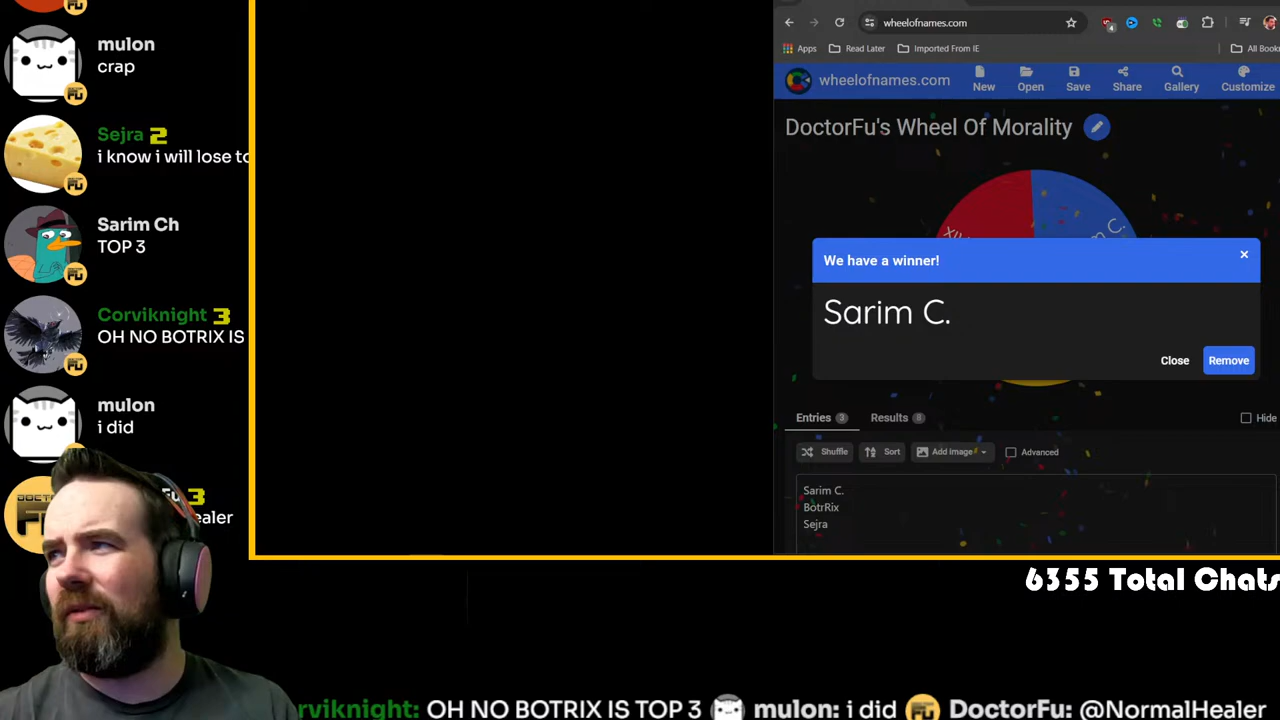 mulon
crap
Sejra 2
i know i will lose to
Sarim Ch
TOP 3
Corviknight 3
OH NO BOTRIX IS
mulon
i did
Fu 3
ealer
wheelofnames.com
4
Apps
Read Later
Imported From IE
All Book
wheelofnames.com
New
Open
Save
Share
Gallery
Customize
DoctorFu's Wheel Of Morality
We have a winner!
Sarim C.
Close
Remove
Entries 3
Results 8
Hide
Shuffle
Sort
Add image
Advanced
Sarim C.
BotrRix
Sejra
6355 Total Chats
rviknight: OH NO BOTRIX IS TOP 3 mulon: i did DoctorFu: @NormalHealer